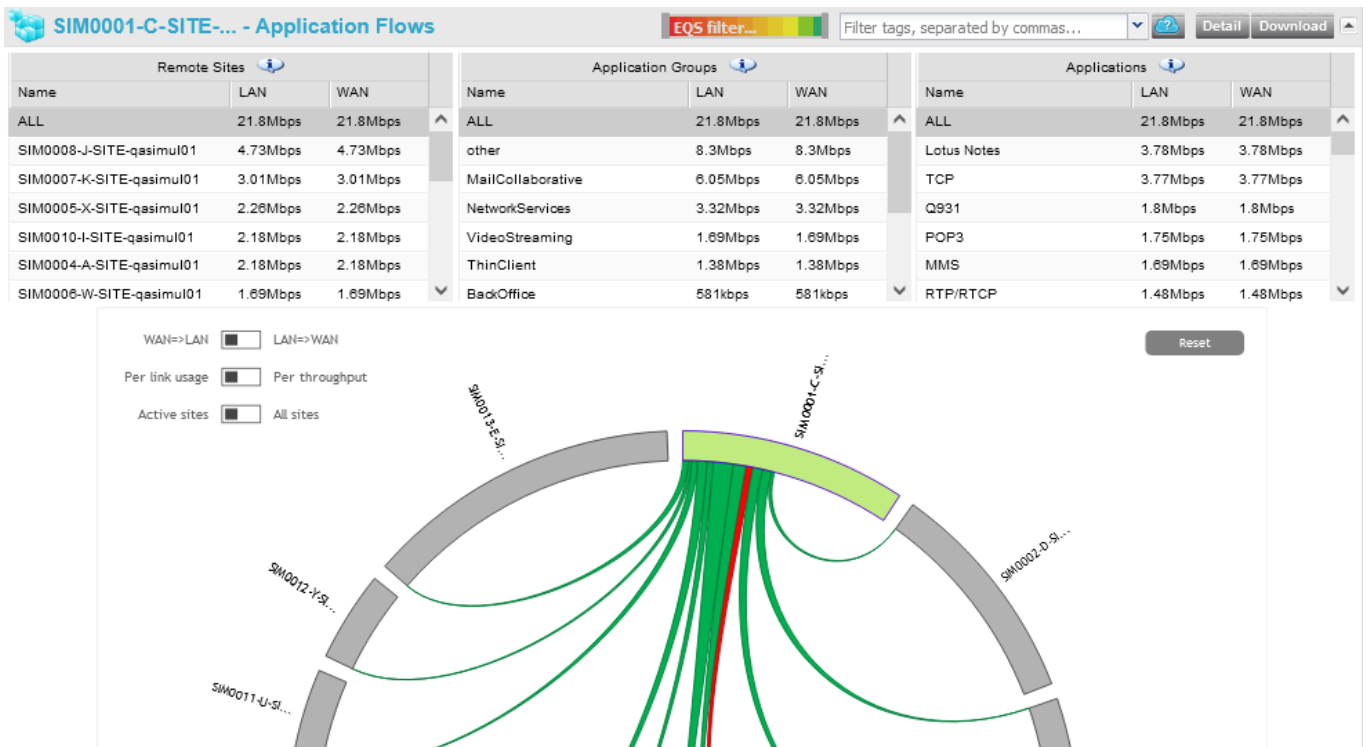 SIM0001-C-SITE-... - Application Flows
EQS filter...
Filter tags, separated by commas...
Detail
Download
Remote Sites
Name LAN WAN
ALL 21.8Mbps 21.8Mbps
SIM0008-J-SITE-qasimul01 4.73Mbps 4.73Mbps
SIM0007-K-SITE-qasimul01 3.01Mbps 3.01Mbps
SIM0005-X-SITE-qasimul01 2.26Mbps 2.26Mbps
SIM0010-I-SITE-qasimul01 2.18Mbps 2.18Mbps
SIM0004-A-SITE-qasimul01 2.18Mbps 2.18Mbps
SIM0006-W-SITE-qasimul01 1.69Mbps 1.69Mbps
Application Groups
Name LAN WAN
ALL 21.8Mbps 21.8Mbps
other 8.3Mbps 8.3Mbps
MailCollaborative 6.05Mbps 6.05Mbps
NetworkServices 3.32Mbps 3.32Mbps
VideoStreaming 1.69Mbps 1.69Mbps
ThinClient 1.38Mbps 1.38Mbps
BackOffice 581kbps 581kbps
Applications
Name LAN WAN
ALL 21.8Mbps 21.8Mbps
Lotus Notes 3.78Mbps 3.78Mbps
TCP 3.77Mbps 3.77Mbps
Q931 1.8Mbps 1.8Mbps
POP3 1.75Mbps 1.75Mbps
MMS 1.69Mbps 1.69Mbps
RTP/RTCP 1.48Mbps 1.48Mbps
WAN=>LAN LAN=>WAN
Per link usage Per throughput
Active sites All sites
Reset
SIM0013-E-SI...
SIM0001-C-SI...
SIM0002-D-SI...
SIM0012-Y-SI...
SIM0011-U-SI...